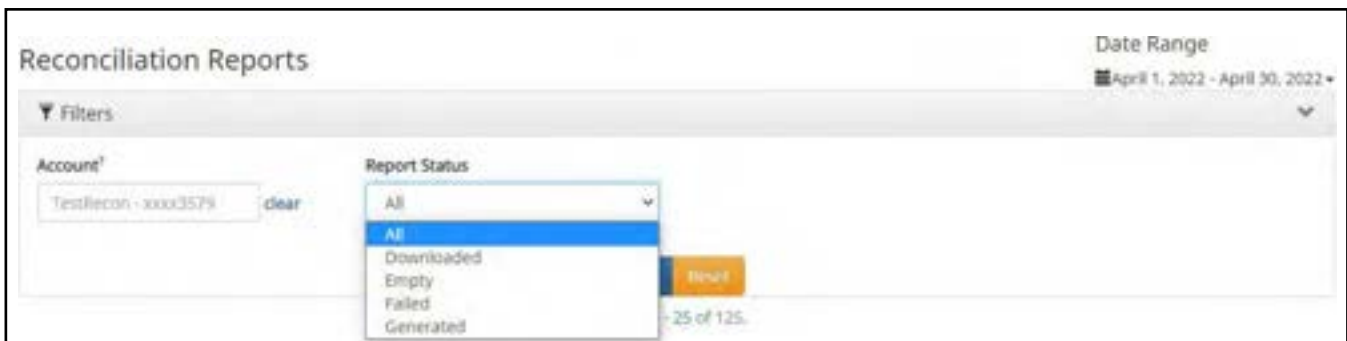 Reconciliation Reports
Date Range
April 1, 2022 - April 30, 2022
Filters
Account
Report Status
TestRecon - xxxx3579 clear
All
All
Downloaded
Empty
Failed
Generated
Reset
- 25 of 125.